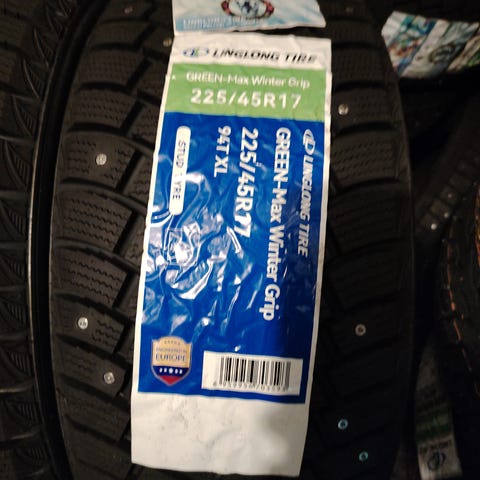 LINGLONG TIRE
GREEN-Max Winter Grip
225/45R17
LINGLONG TIRE
GREEN-Max Winter Grip
225/45R17
94T XL
STUD TYRE
EUROPE